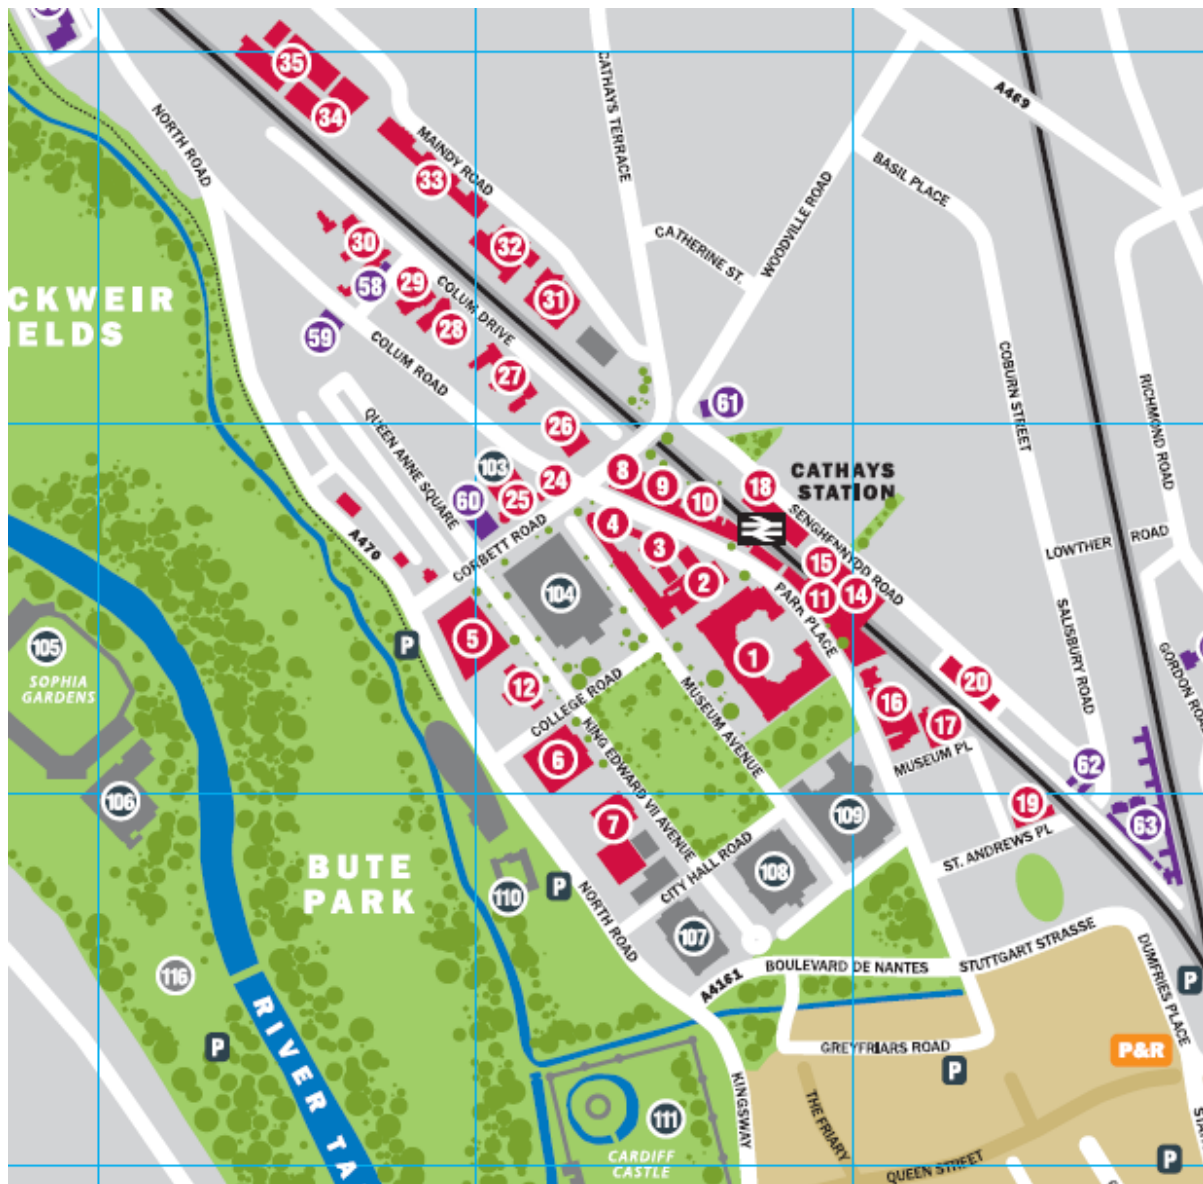 35
34
NORTH ROAD
MAINDY ROAD
33
CATHAYS TERRACE
A469
BASIL PLACE
WOODVILLE ROAD
CATHERINE ST.
32
31
30
58
29
28
59
COLUM DRIVE
COLUM ROAD
27
CKWEIR
IELDS
COBURN STREET
RICHMOND ROAD
61
26
QUEEN ANNE SQUARE
103
60
25
24
8
9
10
18
CATHAYS
STATION
SENGHENNYDD ROAD
A470
CORBETT ROAD
4
3
2
15
11
14
LOWTHER ROAD
104
PARK PLACE
1
5
12
P
105
SOPHIA
GARDENS
COLLEGE ROAD
MUSEUM AVENUE
SALISBURY ROAD
GORDON ROAD
20
16
17
MUSEUM PL
KING EDWARD VII AVENUE
6
62
63
19
ST. ANDREWS PL
106
7
109
108
CITY HALL ROAD
BUTE
PARK
110
P
107
NORTH ROAD
A4161
BOULEVARD DE NANTES
STUTTGART STRASSE
DUMFRIES PLACE
P
116
P
RIVER TA
GREYFRIARS ROAD
P
P&R
KINGSWAY
THE FRIARY
111
CARDIFF
CASTLE
QUEEN STREET
P